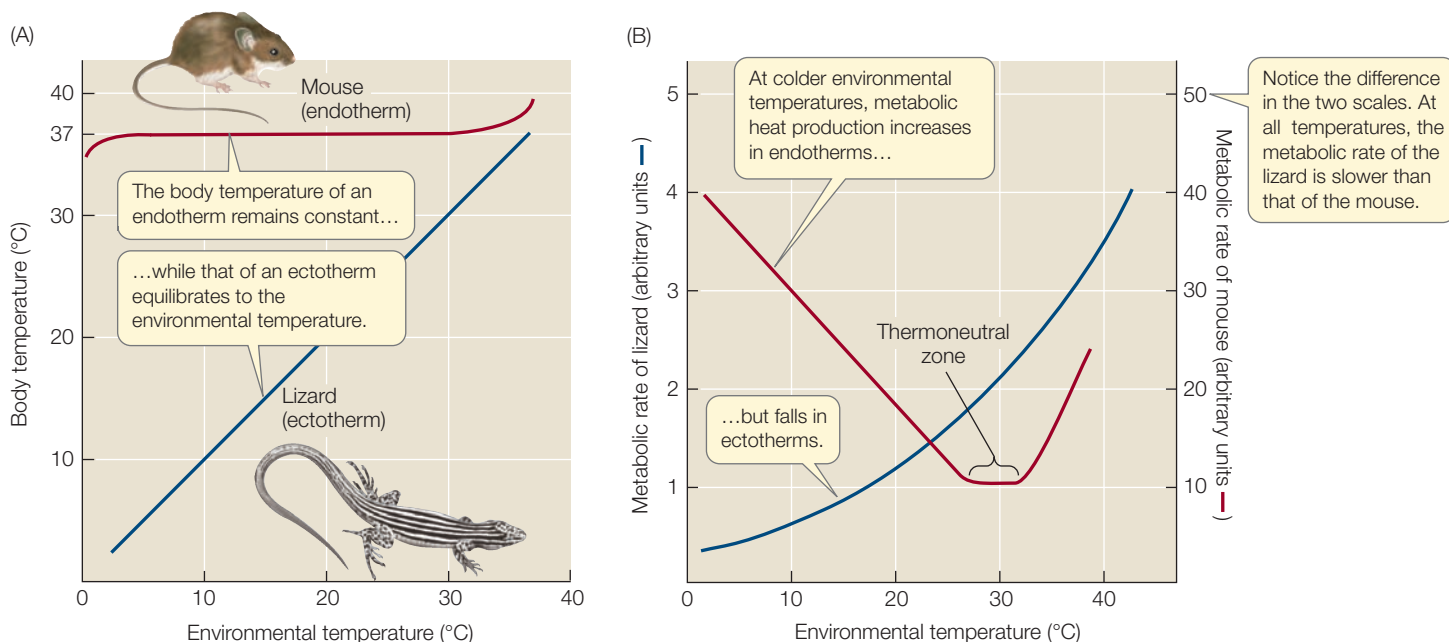 (A)
Mouse
(endotherm)
40
37
30
20
10
0
10
20
30
40
Body temperature (°C)
Environmental temperature (°C)
The body temperature of an
endotherm remains constant…
…while that of an ectotherm
equilibrates to the
environmental temperature.
Lizard
(ectotherm)
(B)
5
4
3
2
1
0
10
20
30
40
50
40
30
20
10
Metabolic rate of lizard (arbitrary units )
Environmental temperature (°C)
Metabolic rate of mouse (arbitrary units )
At colder environmental
temperatures, metabolic
heat production increases
in endotherms…
Thermoneutral
zone
…but falls in
ectotherms.
Notice the difference
in the two scales. At
all temperatures, the
metabolic rate of the
lizard is slower than
that of the mouse.